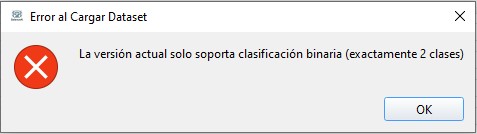 Error al Cargar Dataset
La versión actual solo soporta clasificación binaria (exactamente 2 clases)
OK